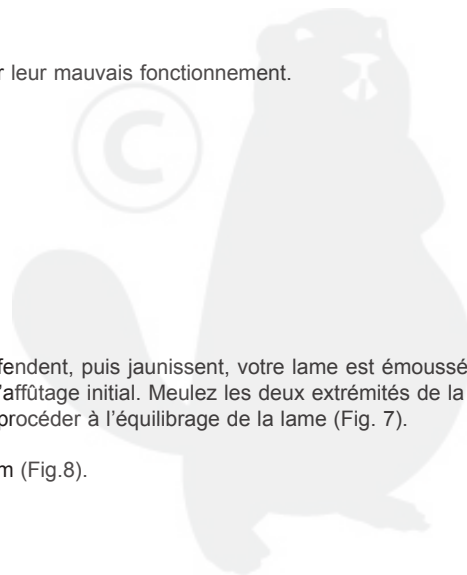 r leur mauvais fonctionnement.
©
fendent, puis jaunissent, votre lame est émoussé
'affûtage initial. Meulez les deux extrémités de la
procéder à l'équilibrage de la lame (Fig. 7).
m (Fig.8).